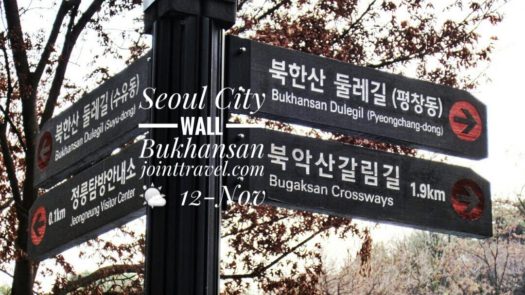 북한산 둘레길 (수유동)
Bukhansan Dulegil (Suyu-dong)
0.1km 정릉탐방안내소
Jeongneung Visitor Center
Seoul City
WALL
Bukhansan
jointtravel.com
12-Nov
북한산 둘레길 (평창동)
Bukhansan Dulegil (Pyeongchang-dong)
북악산갈림길 1.9km
Bugaksan Crossways